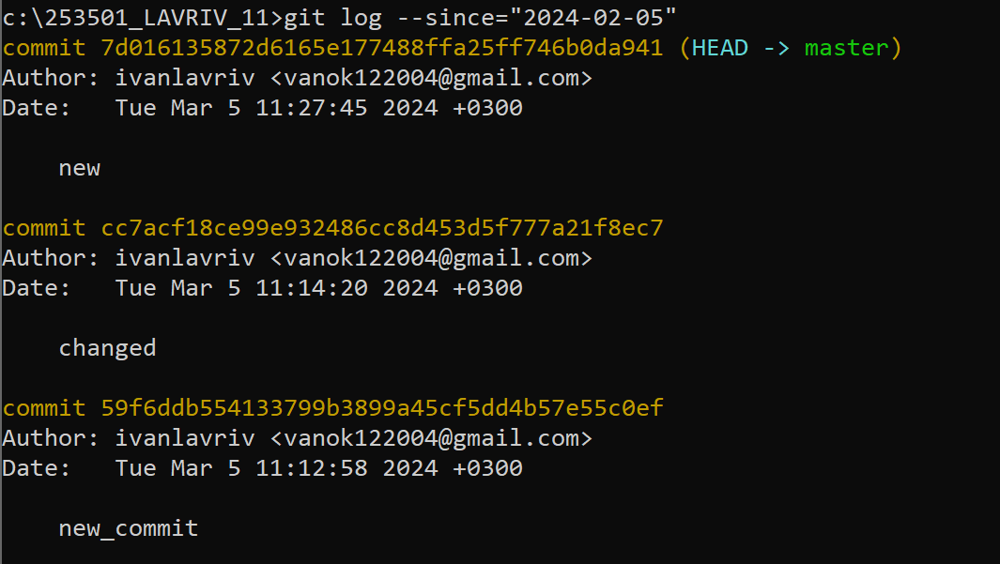 c:\253501_LAVRIV_11>git log --since="2024-02-05"
commit 7d016135872d6165e177488ffa25ff746b0da941 (HEAD -> master)
Author: ivanlavriv <vanok122004@gmail.com>
Date:   Tue Mar 5 11:27:45 2024 +0300
    new
commit cc7acf18ce99e932486cc8d453d5f777a21f8ec7
Author: ivanlavriv <vanok122004@gmail.com>
Date:   Tue Mar 5 11:14:20 2024 +0300
    changed
commit 59f6ddb554133799b3899a45cf5dd4b57e55c0ef
Author: ivanlavriv <vanok122004@gmail.com>
Date:   Tue Mar 5 11:12:58 2024 +0300
    new_commit